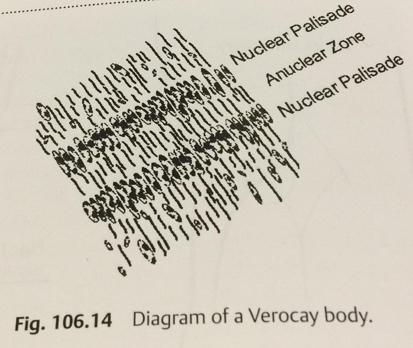 Nuclear Palisade
Anuclear Zone
Nuclear Palisade
Fig. 106.14 Diagram of a Verocay body.